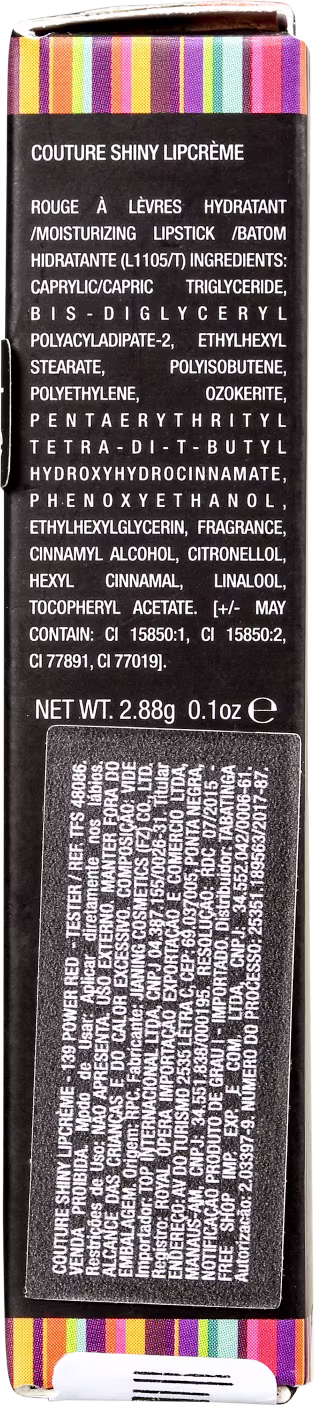 COUTURE SHINY LIPCRÈME
ROUGE À LÈVRES HYDRATANT
/MOISTURIZING LIPSTICK /BATOM
HIDRATANTE (L1105/T) INGREDIENTS:
CAPRYLIC/CAPRIC TRIGLYCERIDE,
BIS-DIGLYCERYL
POLYACYLADIPATE-2, ETHYLHEXYL
STEARATE, POLYISOBUTENE,
POLYETHYLENE, OZOKERITE,
PENTAERYTHRITYL
TETRA-DI-T-BUTYL
HYDROXYHYDROCINNAMATE,
PHENOXYETHANOL,
ETHYLHEXYLGLYCERIN, FRAGRANCE,
CINNAMYL ALCOHOL, CITRONELLOL,
HEXYL CINNAMAL, LINALOOL,
TOCOPHERYL ACETATE. [+/- MAY
CONTAIN: CI 15850:1, CI 15850:2,
CI 77891, CI 77019].
NET WT. 2.88g 0.1oz ℮
COUTURE SHINY LIPCRÈME - 139 POWER RED - TESTER / REF. TFS 48086.
VENDA PROIBIDA. Modo de Usar: Aplicar diretamente nos lábios.
Restrições de Uso: NÃO APRESENTA. USO EXTERNO. MANTER FORA DO
ALCANCE DAS CRIANÇAS E DO CALOR EXCESSIVO. COMPOSIÇÃO: VIDE
EMBALAGEM Origem: RPC. Fabricante: JIANING COSMETICS (FZ) CO., LTD.
Importador: TOP INTERNACIONAL LTDA, CNPJ 04.387.195/0026-31. Titular
Registro: ROYAL OPERA IMPORTAÇÃO EXPORTAÇÃO E COMERCIO LTDA,
ENDEREÇO AV DO TURISMO 2535 LETRA C, CEP: 69.037005, PONTA NEGRA,
MANAUS-AM, CNPJ: 34.551.838/000195. RESOLUÇÃO: RDC 07/2015 -
NOTIFICAÇÃO PRODUTO DE GRAU I - IMPORTADO. Distribuidor: TABATINGA
FREE SHOP IMP. EXP. J. COM. LTDA, CNPJ. 34.552.042/0006-61.
Autorização: 2.03397-9. NUMERO DO PROCESSO: 25351.189563/2017-87.